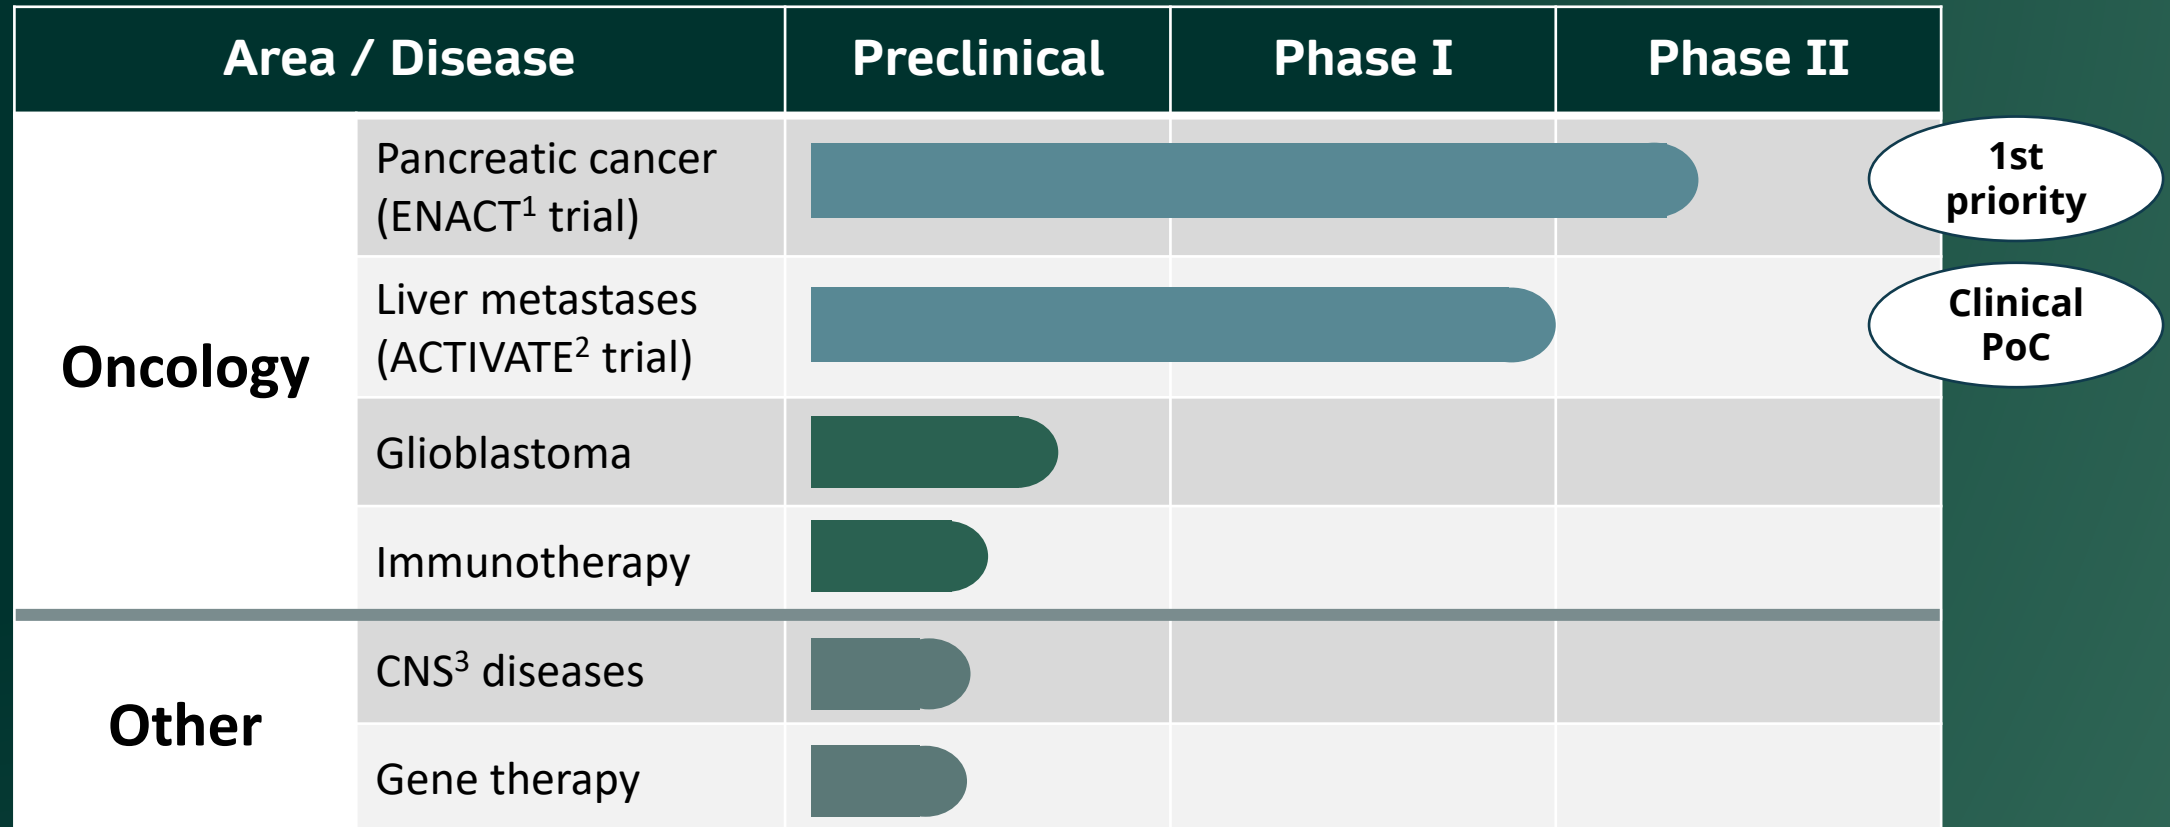 Area / Disease Preclinical Phase I Phase II
Oncology
Pancreatic cancer
(ENACT¹ trial)
1st
priority
Liver metastases
(ACTIVATE² trial)
Clinical
PoC
Glioblastoma
Immunotherapy
Other
CNS³ diseases
Gene therapy